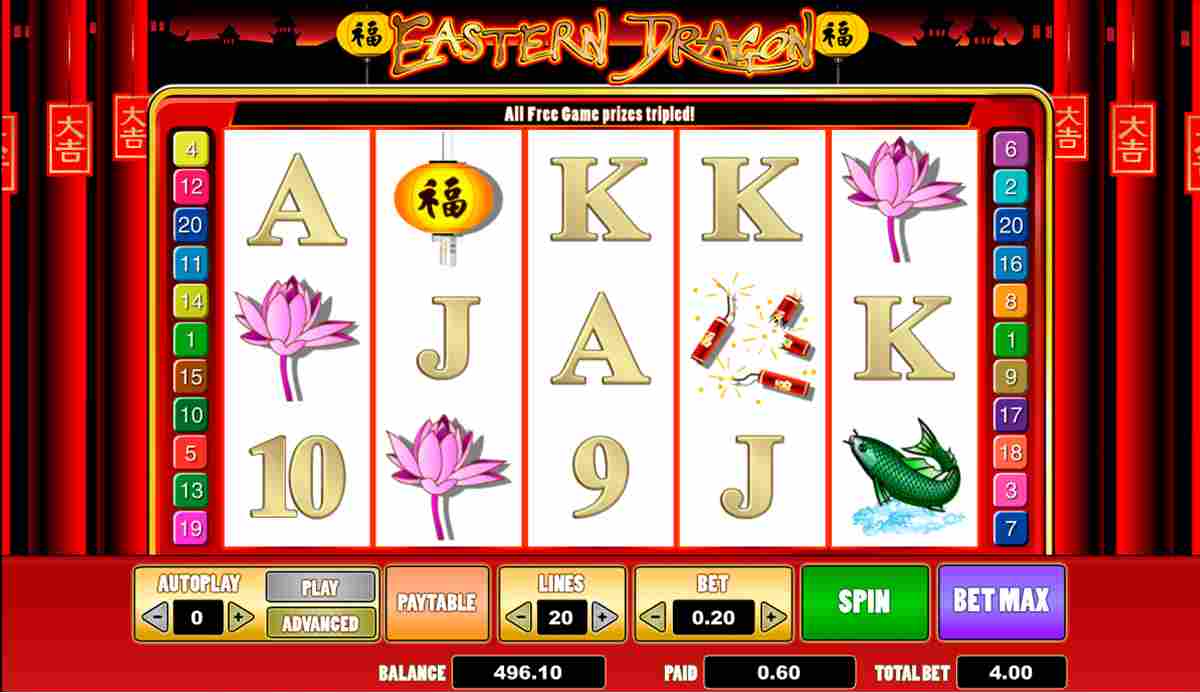 福 EASTERN DRAGON 福
All Free Game prizes tripled!
大吉
大吉
大吉
大吉
4
12
20
11
14
1
15
10
5
13
19
A 福 K K
J A K
10 9 J
6
2
20
16
8
1
9
17
18
3
7
AUTOPLAY
- 0 +
PLAY
ADVANCED
PAYTABLE
LINES
- 20 +
BET
- 0.20 +
SPIN
BET MAX
BALANCE 496.10 PAID 0.60 TOTAL BET 4.00